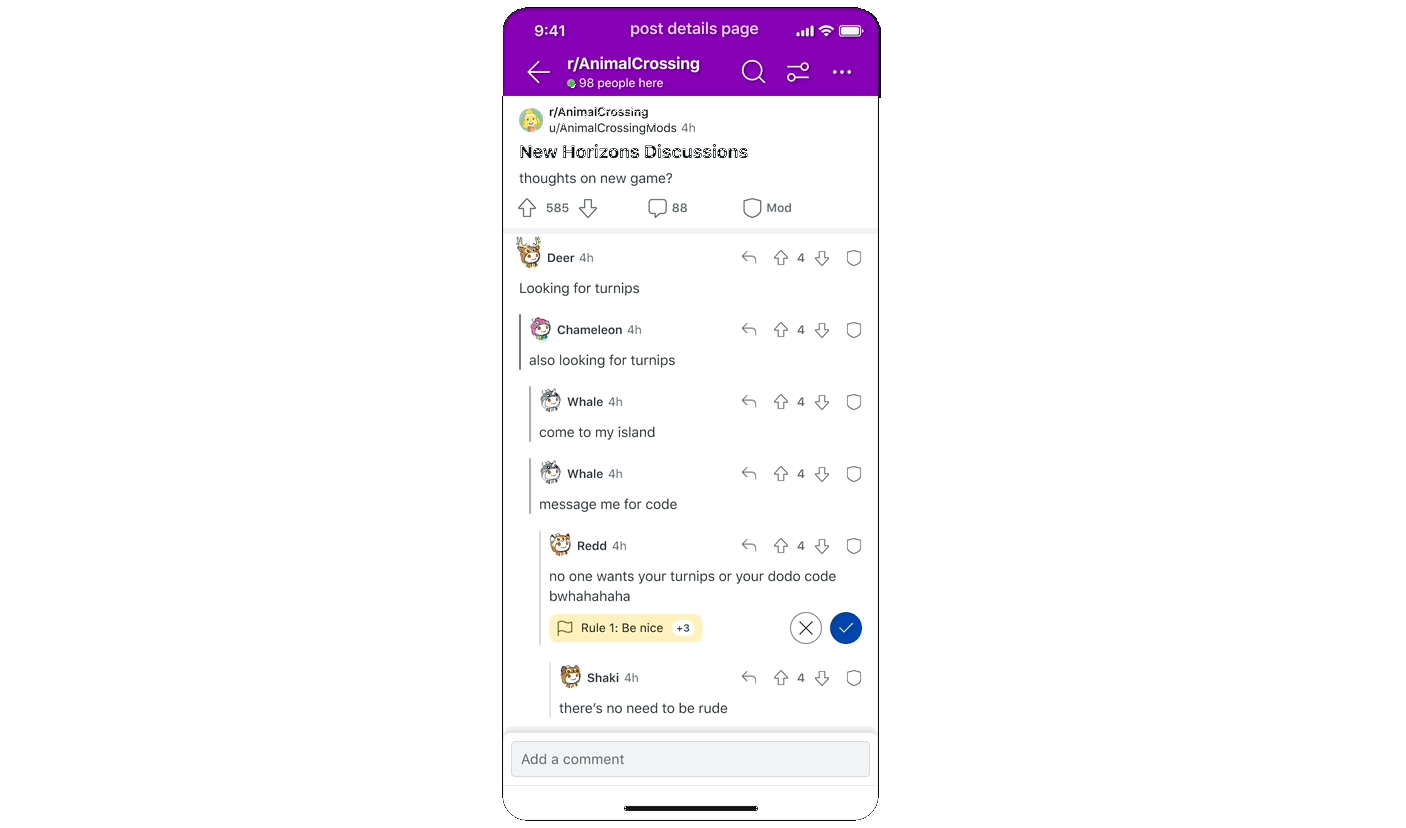 9:41 post details page
r/AnimalCrossing
98 people here
r/AnimalCrossing
u/AnimalCrossingMods 4h
New Horizons Discussions
thoughts on new game?
585 88 Mod
Deer 4h 4
Looking for turnips
Chameleon 4h 4
also looking for turnips
Whale 4h 4
come to my island
Whale 4h 4
message me for code
Redd 4h 4
no one wants your turnips or your dodo code
bwhahahaha
Rule 1: Be nice +3
Shaki 4h 4
there’s no need to be rude
Add a comment